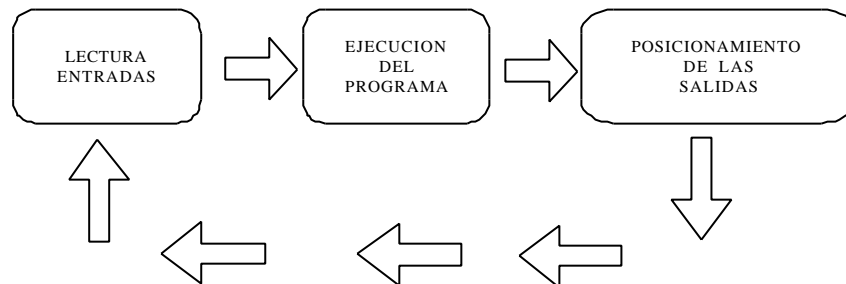 LECTURA
ENTRADAS
EJECUCION
DEL
PROGRAMA
POSICIONAMIENTO
DE LAS
SALIDAS